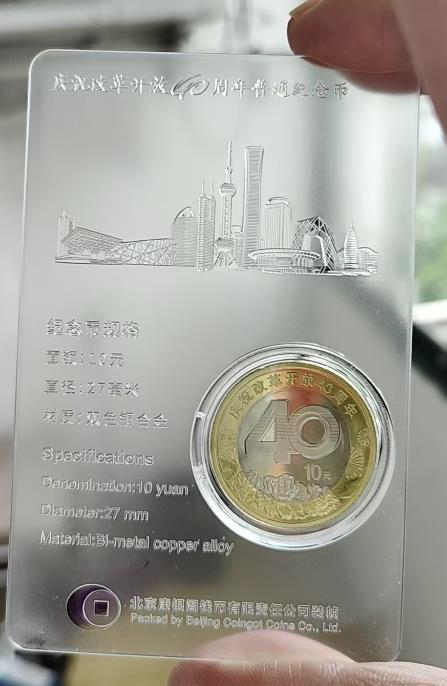 庆祝改革开放40周年普通纪念币
纪念币规格
面额:10元
直径:27毫米
材质:双色铜合金
Specifications
Denomination:10 yuan
Diameter:27 mm
Material:Bi-metal copper alloy
庆祝改革开放40周年
40
10元
北京康银阁钱币有限责任公司装帧
Packed by Beijing Coingot Coins Co., Ltd.